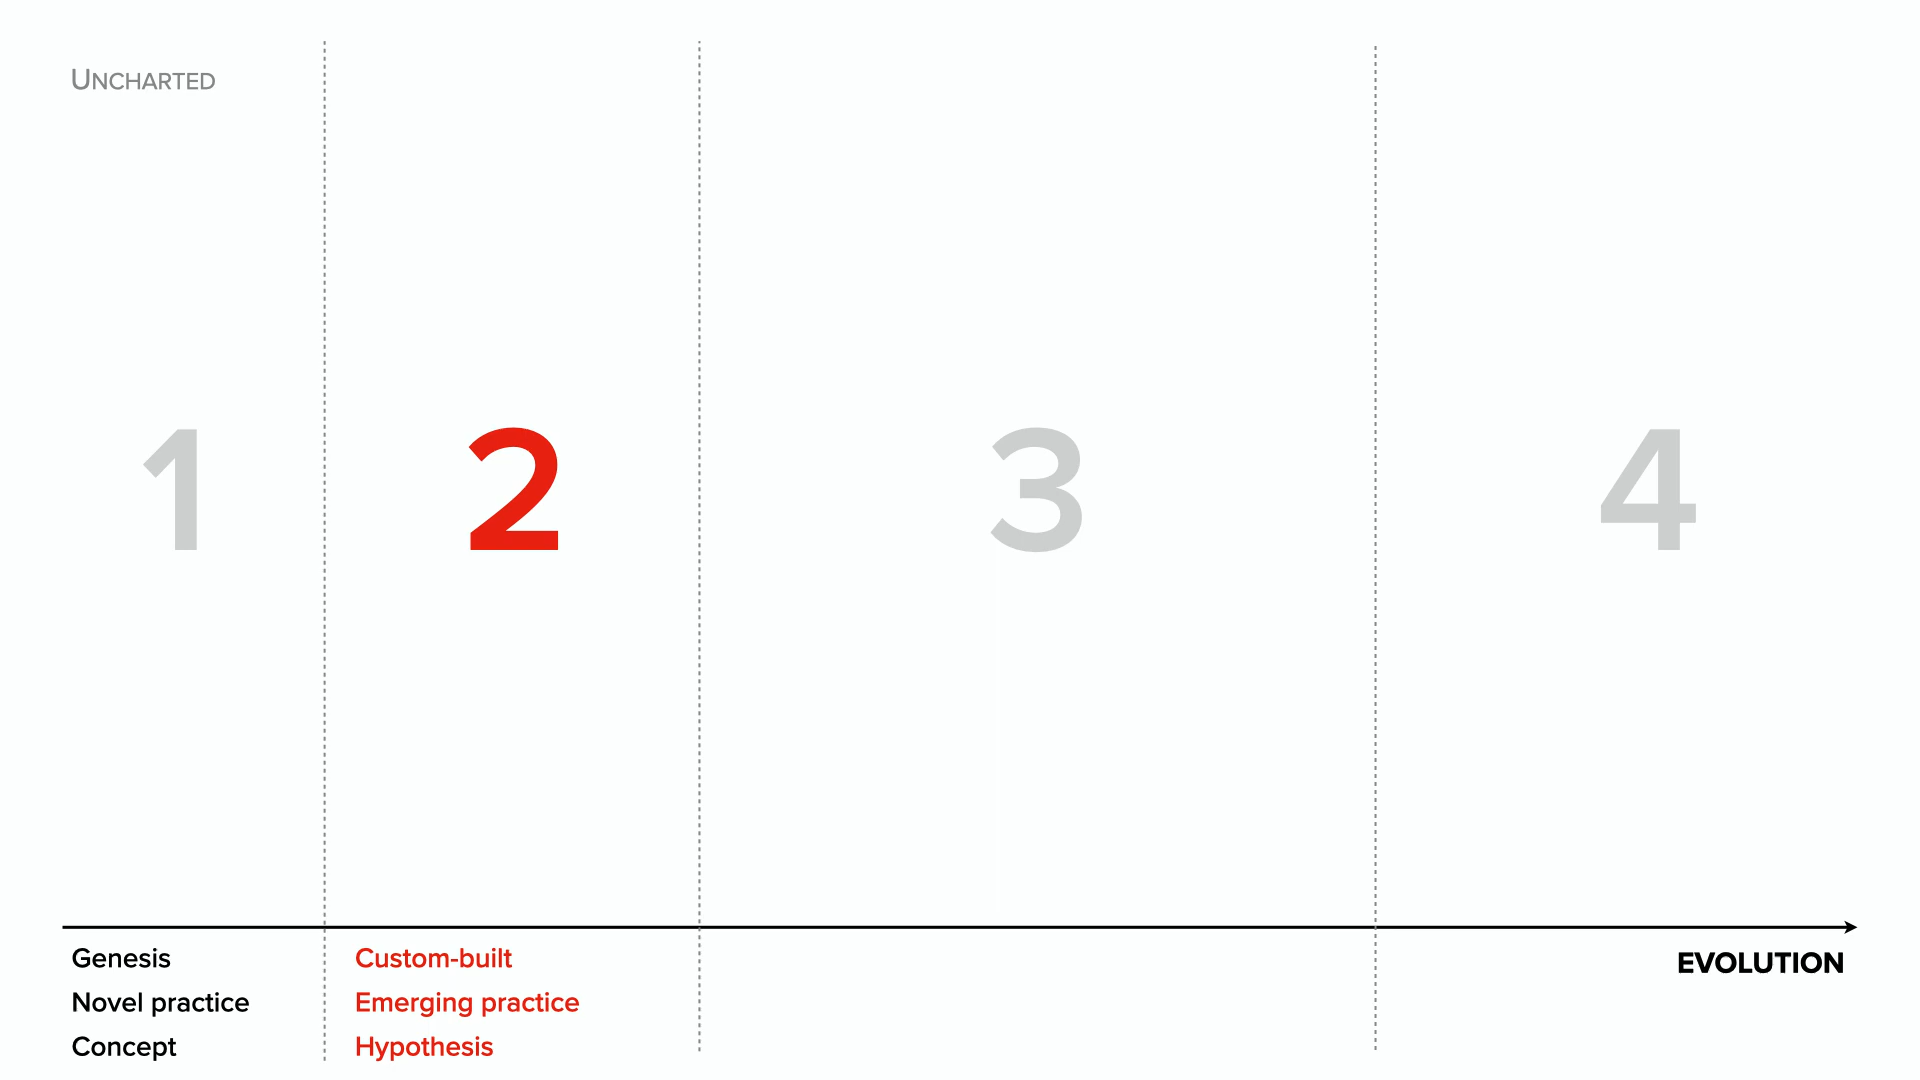 UNCHARTED
1
2
3
4
Genesis
Novel practice
Concept
Custom-built
Emerging practice
Hypothesis
EVOLUTION